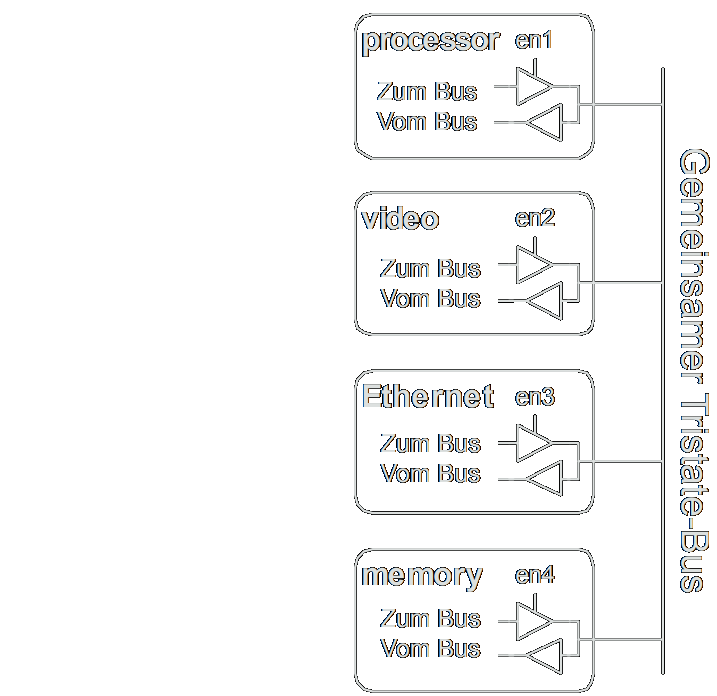 processor en1
Zum Bus
Vom Bus
video en2
Zum Bus
Vom Bus
Ethernet en3
Zum Bus
Vom Bus
memory en4
Zum Bus
Vom Bus
Gemeinsamer Tristate-Bus